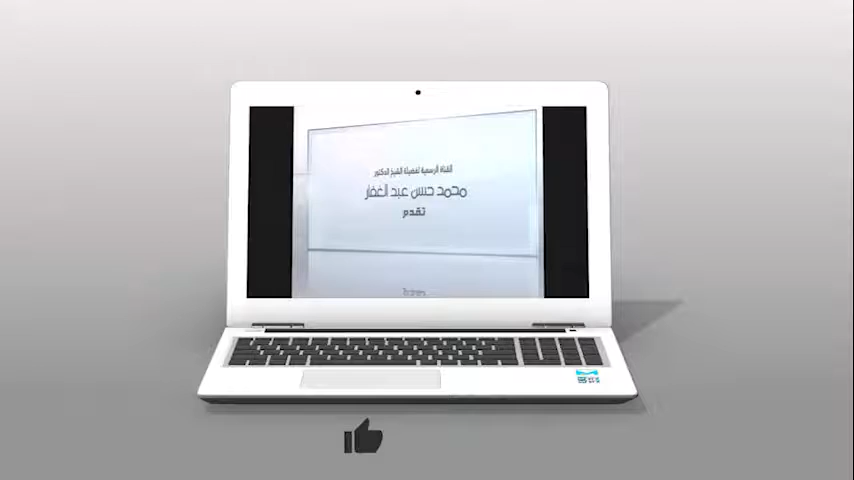 القناة الرسمية لفضيلة الشيخ الدكتور
محمد حسن عبد الغفار
تقدم